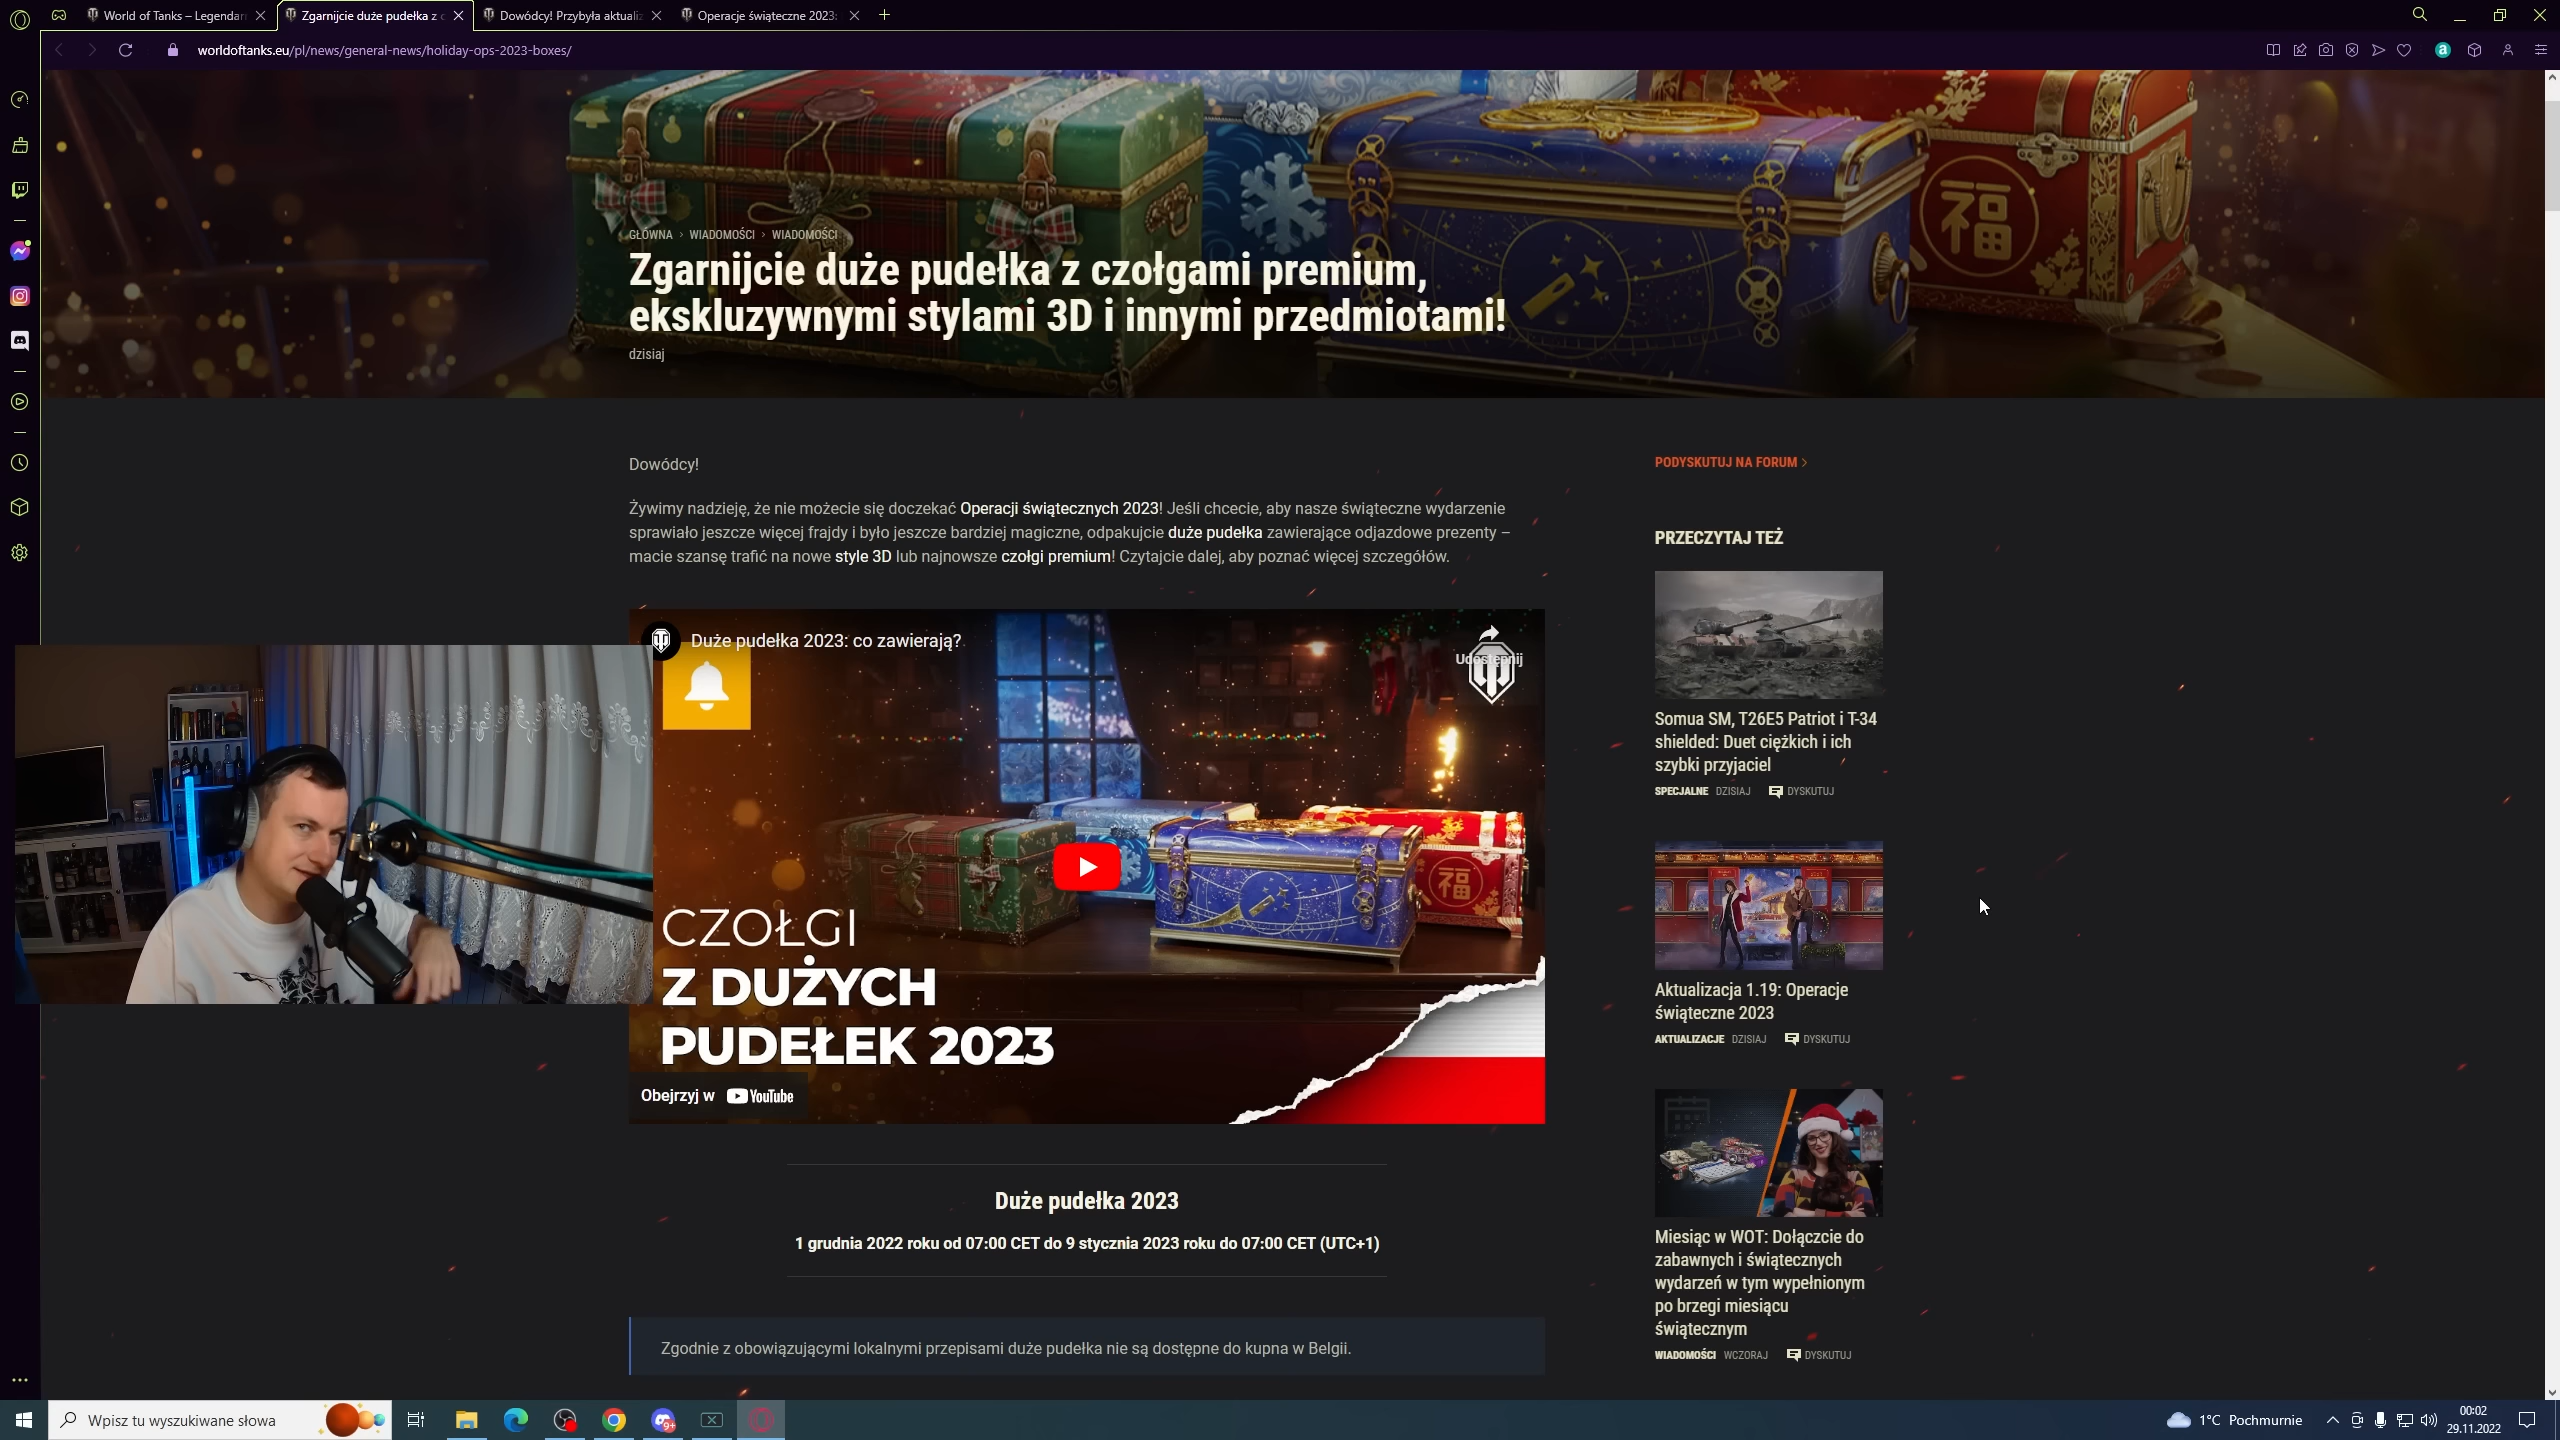 World of Tanks – Legendarn
Zgarnijcie duże pudełka z c
Dowódcy! Przybyła aktualiz
Operacje świąteczne 2023:
worldoftanks.eu/pl/news/general-news/holiday-ops-2023-boxes/
GŁÓWNA › WIADOMOŚCI › WIADOMOŚCI
Zgarnijcie duże pudełka z czołgami premium,
ekskluzywnymi stylami 3D i innymi przedmiotami!
dzisiaj
福
Dowódcy!
Żywimy nadzieję, że nie możecie się doczekać Operacji świątecznych 2023! Jeśli chcecie, aby nasze świąteczne wydarzenie
sprawiało jeszcze więcej frajdy i było jeszcze bardziej magiczne, odpakujcie duże pudełka zawierające odjazdowe prezenty –
macie szansę trafić na nowe style 3D lub najnowsze czołgi premium! Czytajcie dalej, aby poznać więcej szczegółów.
Duże pudełka 2023: co zawierają?
Udostępnij
福
CZOŁGI
Z DUŻYCH
PUDEŁEK 2023
Obejrzyj w YouTube
Duże pudełka 2023
1 grudnia 2022 roku od 07:00 CET do 9 stycznia 2023 roku do 07:00 CET (UTC+1)
Zgodnie z obowiązującymi lokalnymi przepisami duże pudełka nie są dostępne do kupna w Belgii.
PODYSKUTUJ NA FORUM ›
PRZECZYTAJ TEŻ
Somua SM, T26E5 Patriot i T-34
shielded: Duet ciężkich i ich
szybki przyjaciel
SPECJALNE DZISIAJ DYSKUTUJ
Aktualizacja 1.19: Operacje
świąteczne 2023
AKTUALIZACJE DZISIAJ DYSKUTUJ
Miesiąc w WOT: Dołączcie do
zabawnych i świątecznych
wydarzeń w tym wypełnionym
po brzegi miesiącu
świątecznym
WIADOMOŚCI WCZORAJ DYSKUTUJ
Wpisz tu wyszukiwane słowa
9+
1°C Pochmurnie
00:02
29.11.2022